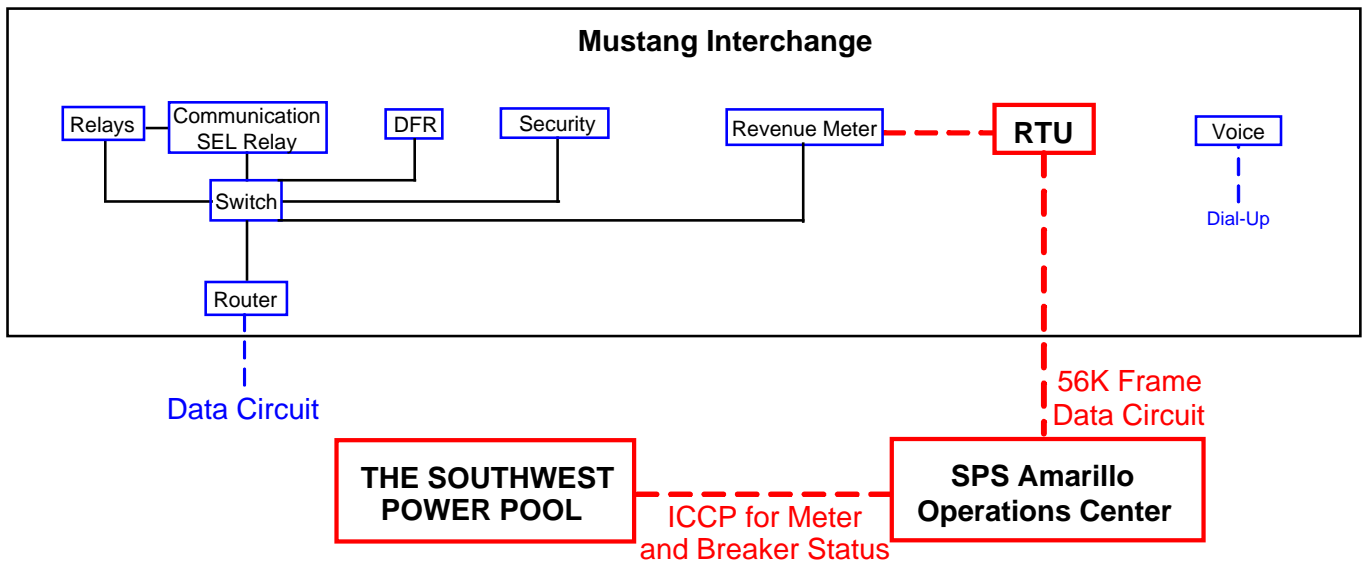 Mustang Interchange
Relays
Communication
SEL Relay
DFR
Security
Revenue Meter
RTU
Voice
Switch
Dial-Up
Router
Data Circuit
56K Frame
Data Circuit
THE SOUTHWEST
POWER POOL
ICCP for Meter
and Breaker Status
SPS Amarillo
Operations Center